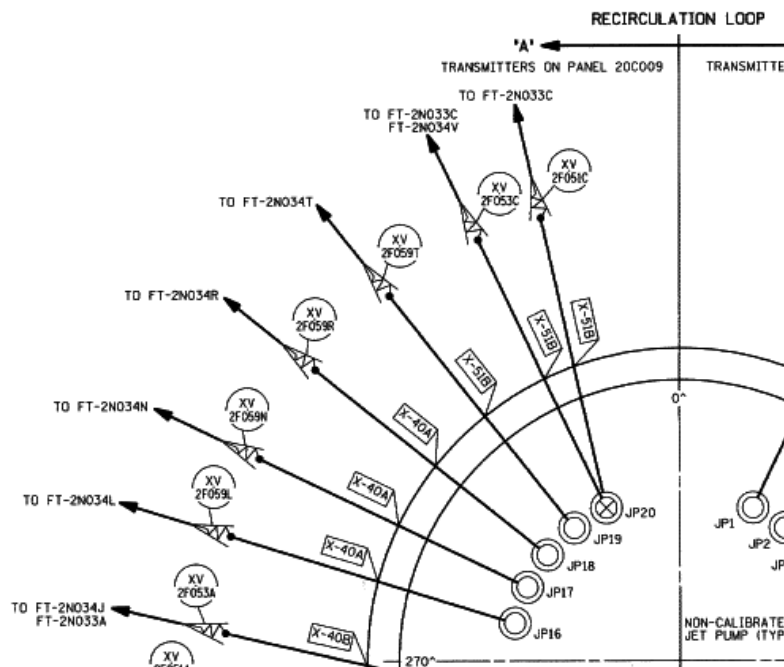 RECIRCULATION LOOP
"A"
TRANSMITTERS ON PANEL 20C009
TRANSMITTE
TO FT-2N033C
TO FT-2N033C
FT-2N034V
XV
2F051C
XV
2F053C
TO FT-2N034T
XV
2F059T
TO FT-2N034R
XV
2F059R
X-51B
X-51B
X-51B
TO FT-2N034N
XV
2F059N
X-40A
0^
TO FT-2N034L
XV
2F059L
X-40A
JP20
JP1
JP19
JP2
X-40A
JP18
JP
JP17
XV
2F053A
TO FT-2N034J
FT-2N033A
JP16
NON-CALIBRATE
JET PUMP (TYP
X-40B
270^
XV